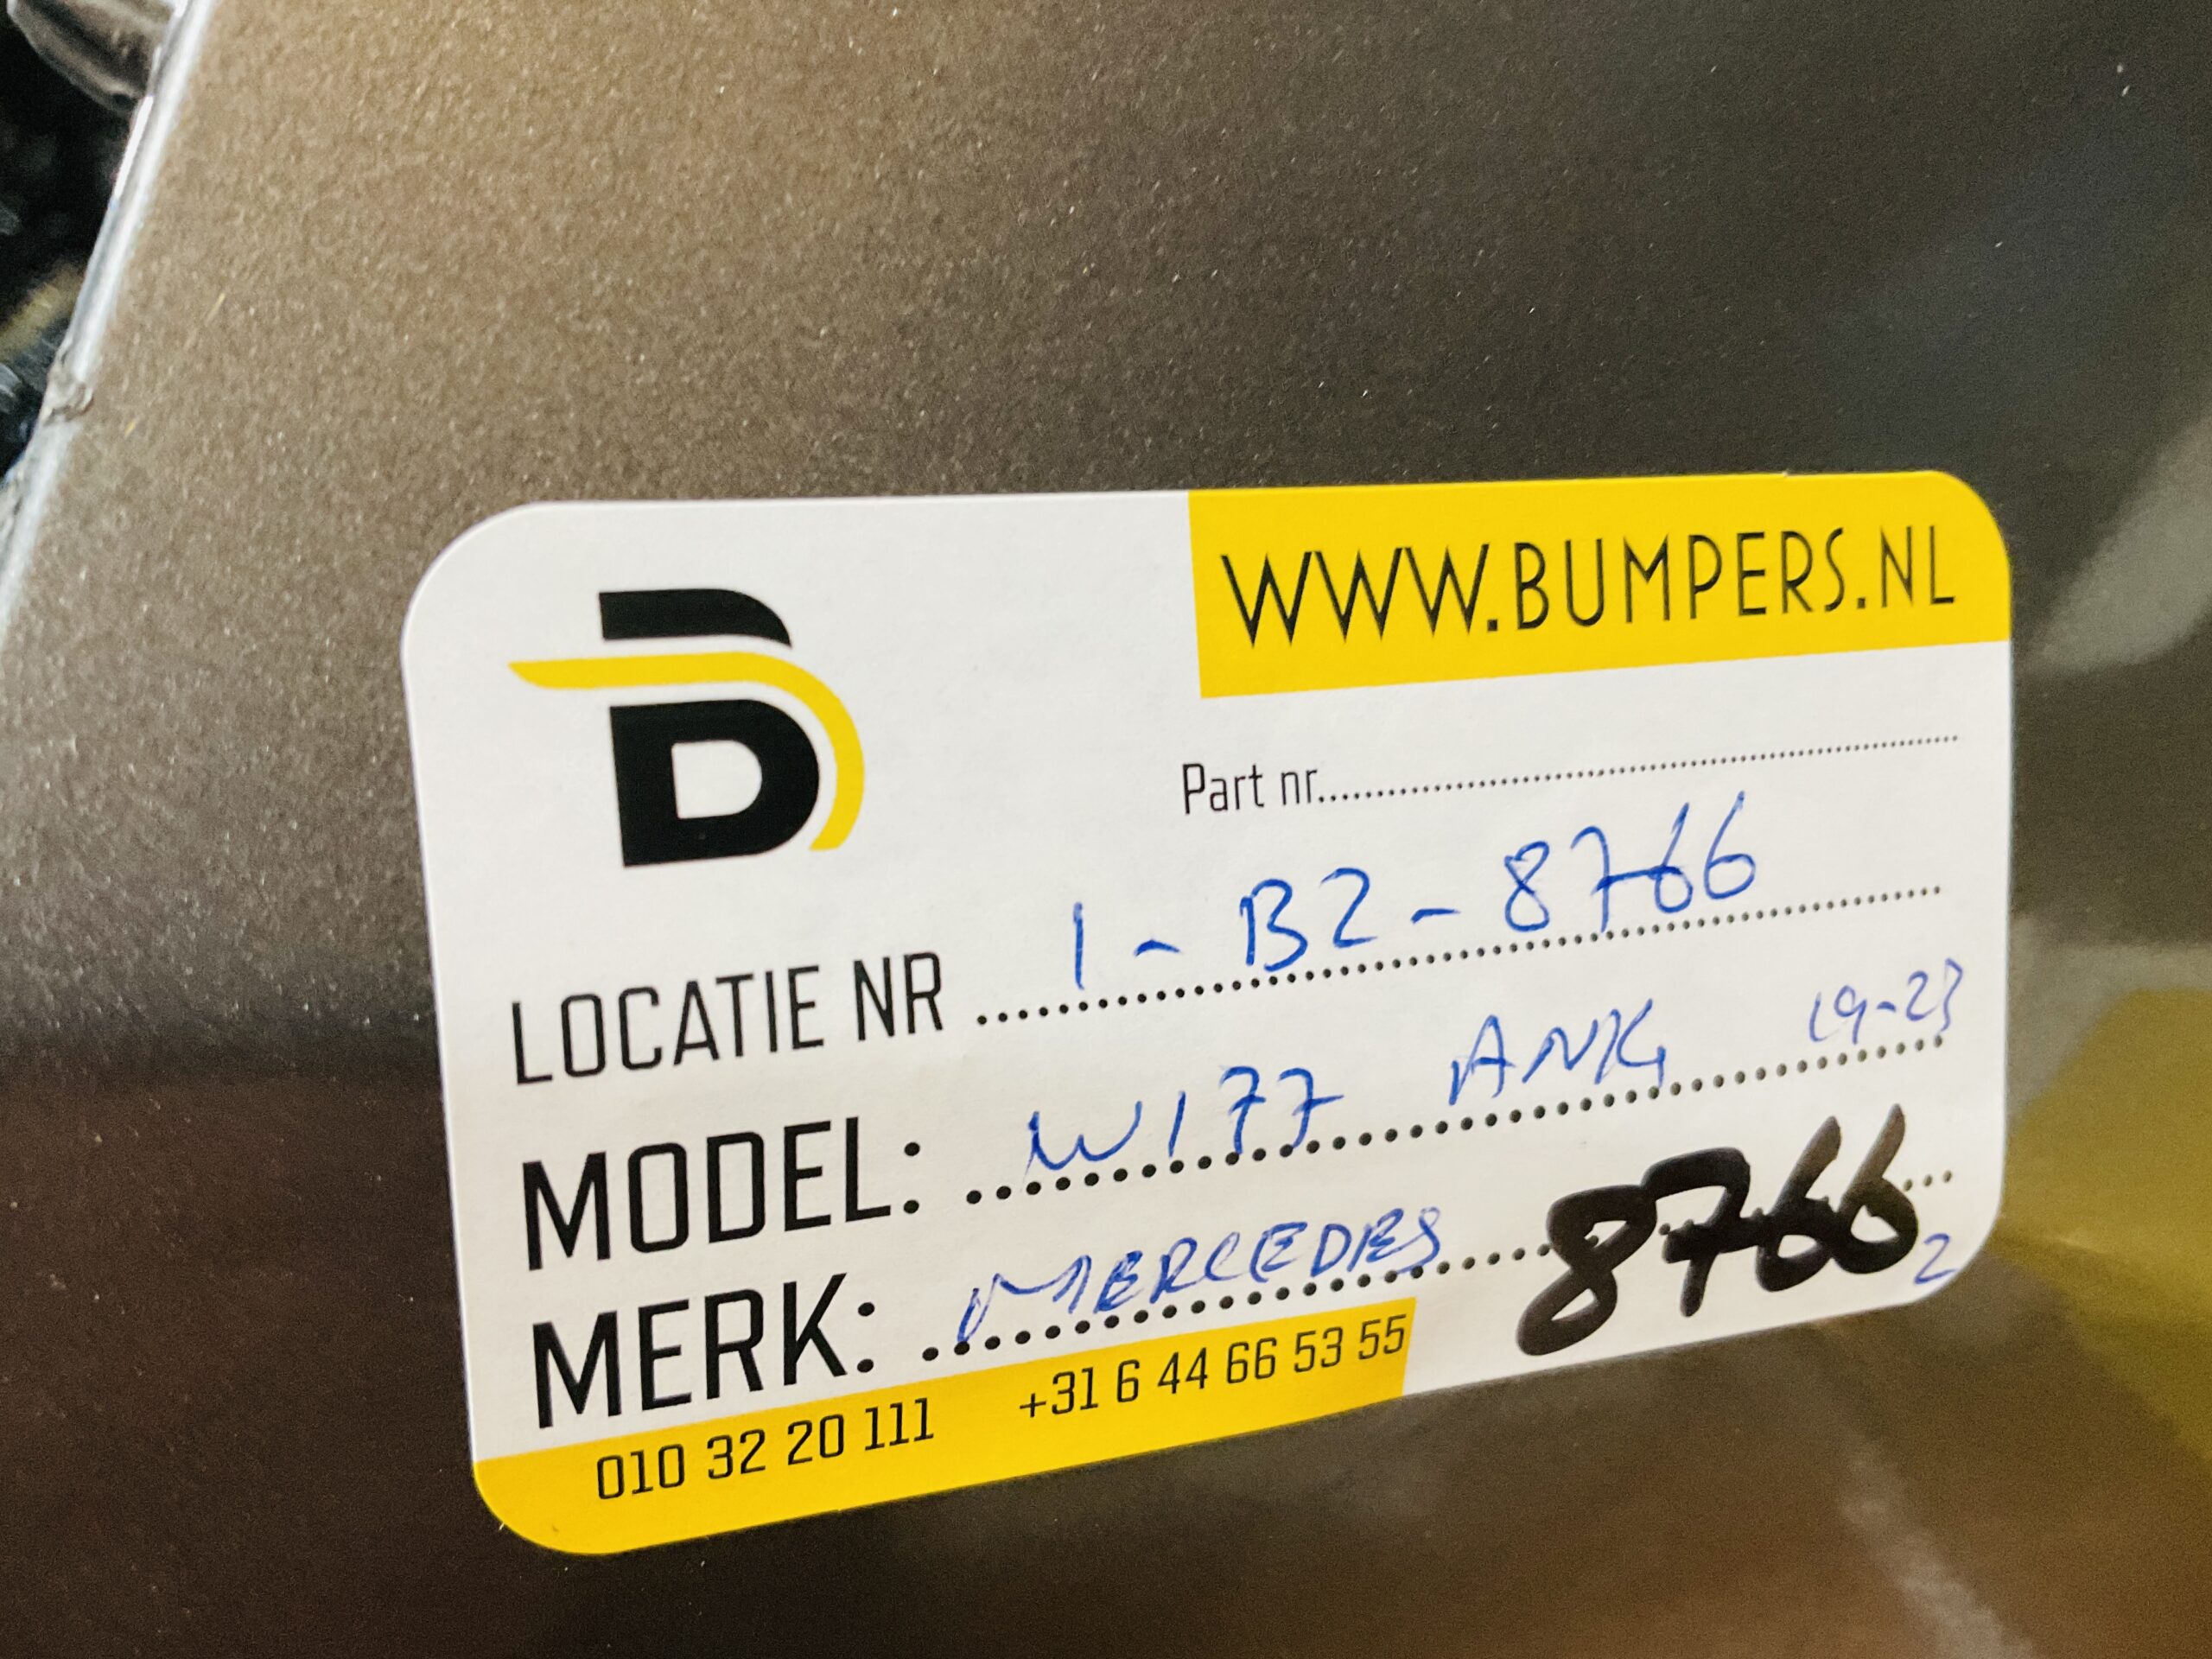 WWW.BUMPERS.NL
Part nr..........
LOCATIE NR 1-B2-8766
MODEL: W177 AMG 19-23
MERK: MERCEDES 8766 2
010 32 20 111 +31 6 44 66 53 55